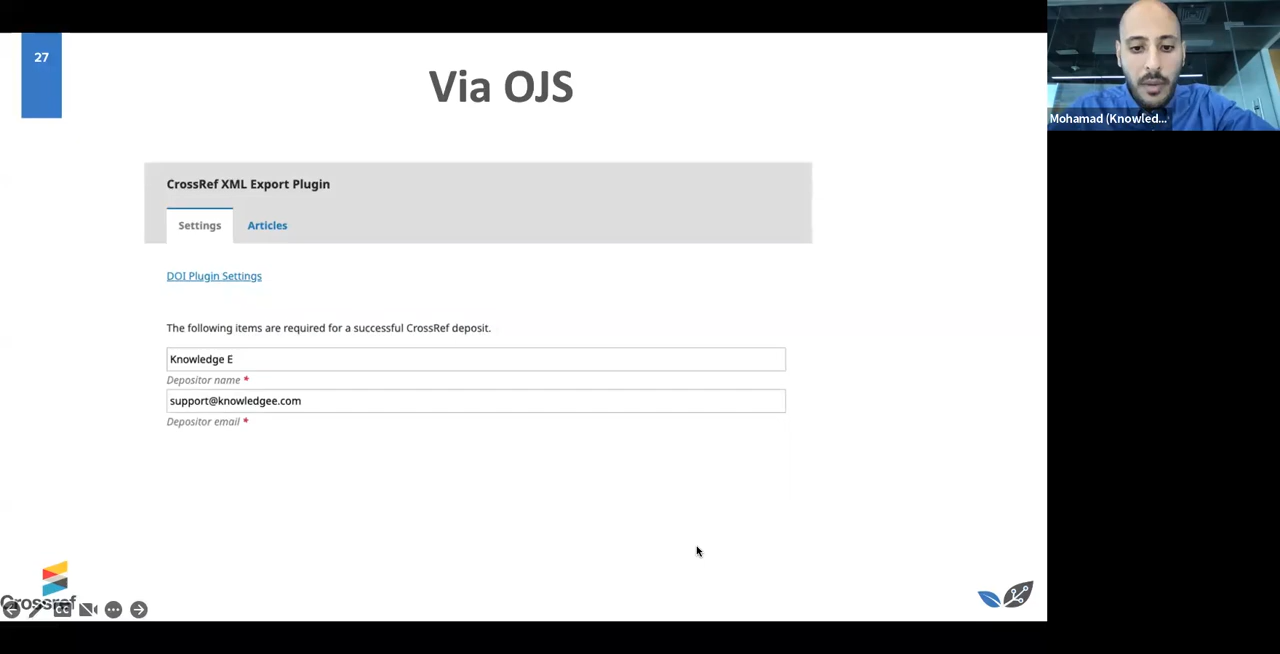 27
Via OJS
CrossRef XML Export Plugin
Settings
Articles
DOI Plugin Settings
The following items are required for a successful CrossRef deposit.
Knowledge E
Depositor name *
support@knowledgee.com
Depositor email *
Crossref
CC
Mohamad (Knowled...